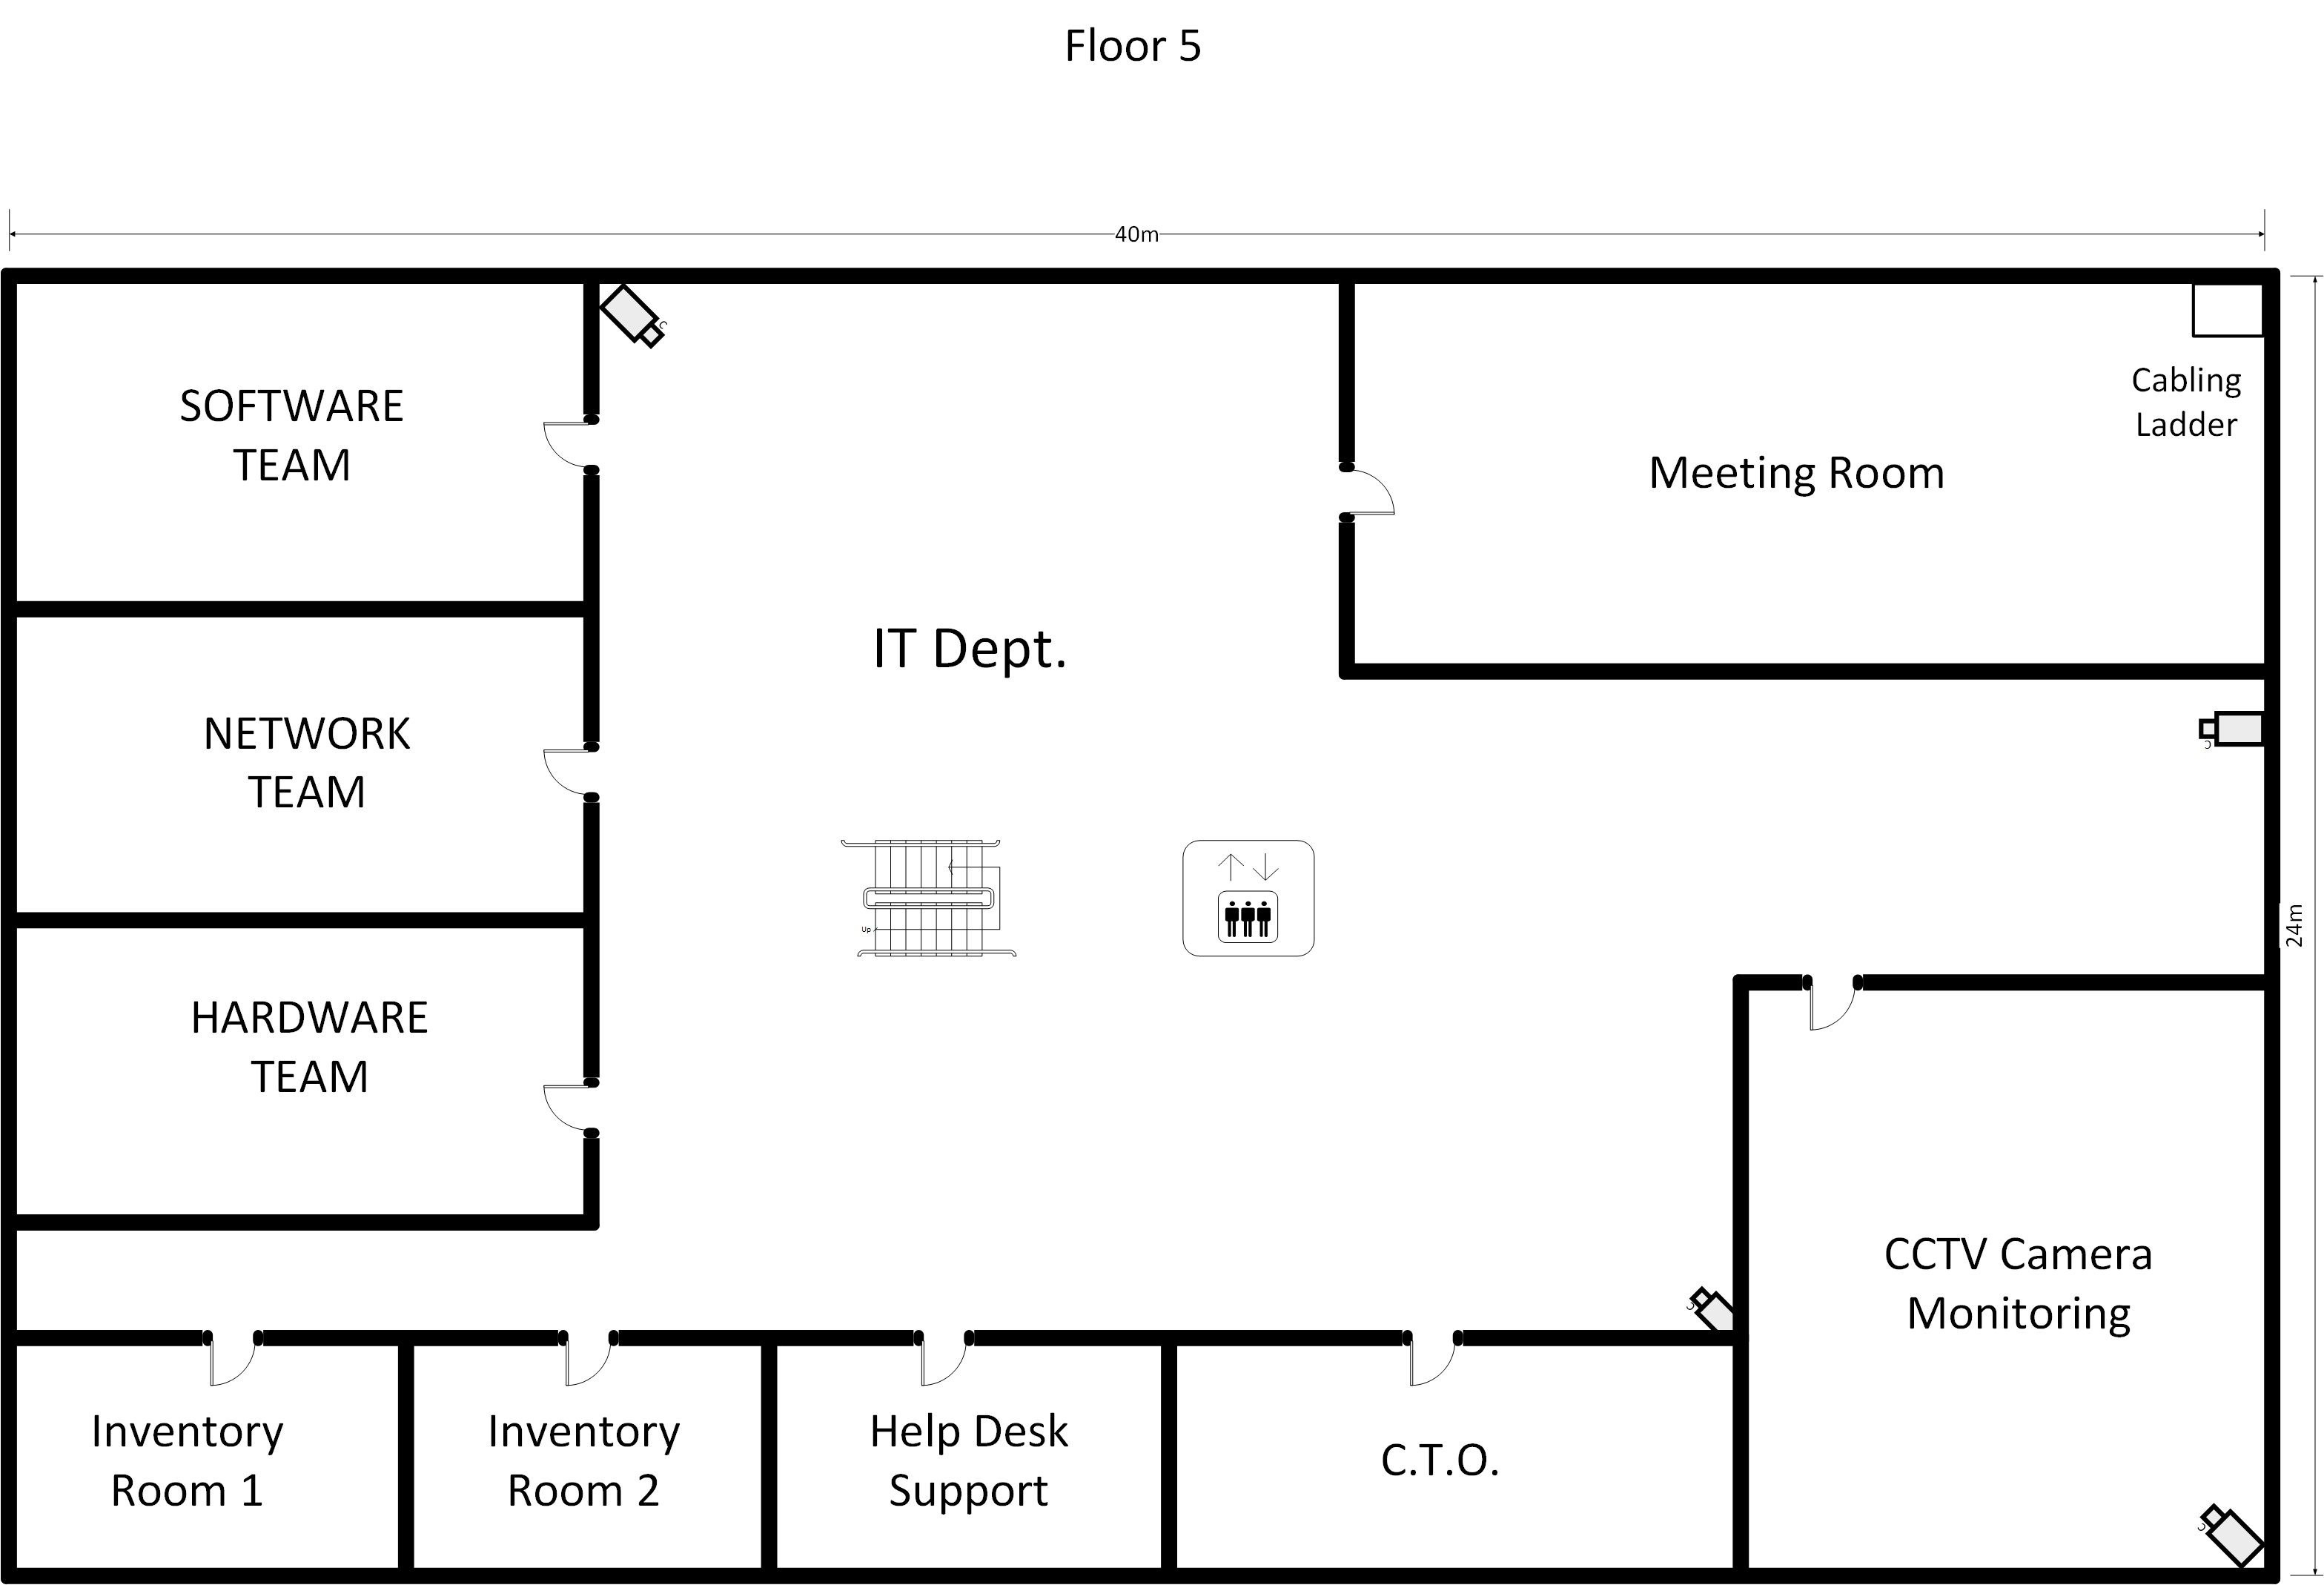 Floor 5
40m
SOFTWARE
TEAM
Cabling
Ladder
Meeting Room
IT Dept.
NETWORK
TEAM
Up
24m
HARDWARE
TEAM
CCTV Camera
Monitoring
Inventory
Room 1
Inventory
Room 2
Help Desk
Support
C.T.O.